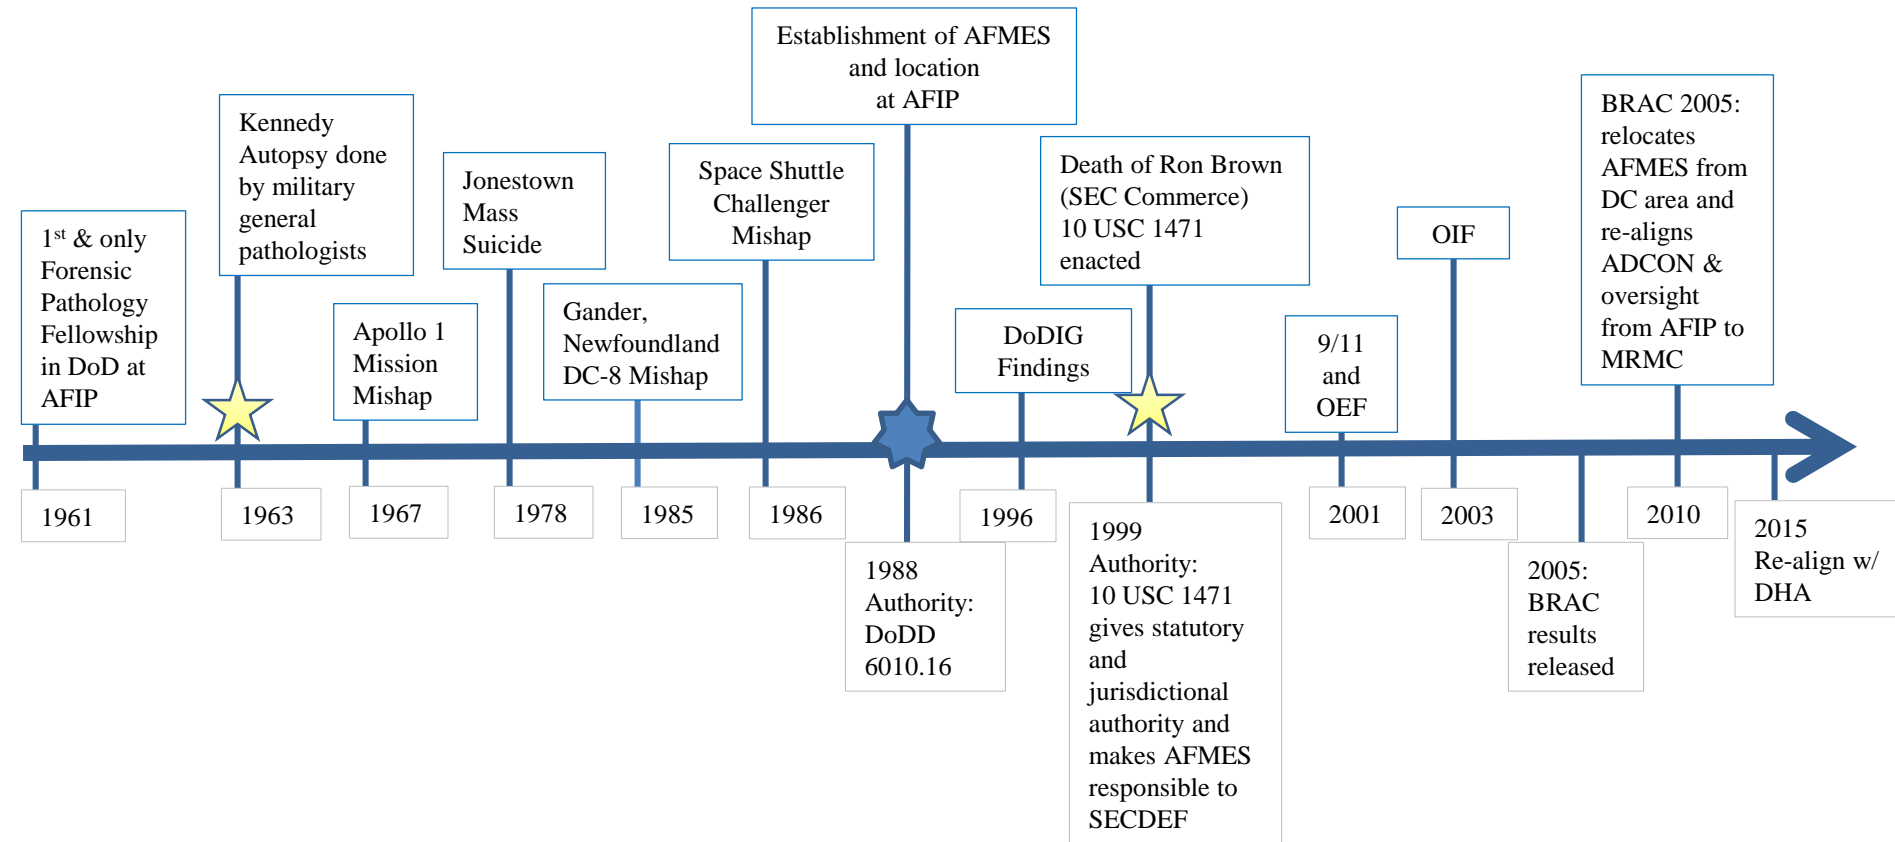 1st & only
Forensic
Pathology
Fellowship
in DoD at
AFIP
1961
Kennedy
Autopsy done
by military
general
pathologists
1963
Apollo 1
Mission
Mishap
1967
Jonestown
Mass
Suicide
1978
Gander,
Newfoundland
DC-8 Mishap
1985
Space Shuttle
Challenger
Mishap
1986
Establishment of AFMES
and location
at AFIP
1988
Authority:
DoDD
6010.16
DoDIG
Findings
1996
Death of Ron Brown
(SEC Commerce)
10 USC 1471
enacted
1999
Authority:
10 USC 1471
gives statutory
and
jurisdictional
authority and
makes AFMES
responsible to
SECDEF
9/11
and
OEF
2001
OIF
2003
2005:
BRAC
results
released
BRAC 2005:
relocates
AFMES from
DC area and
re-aligns
ADCON &
oversight
from AFIP to
MRMC
2010
2015
Re-align w/
DHA